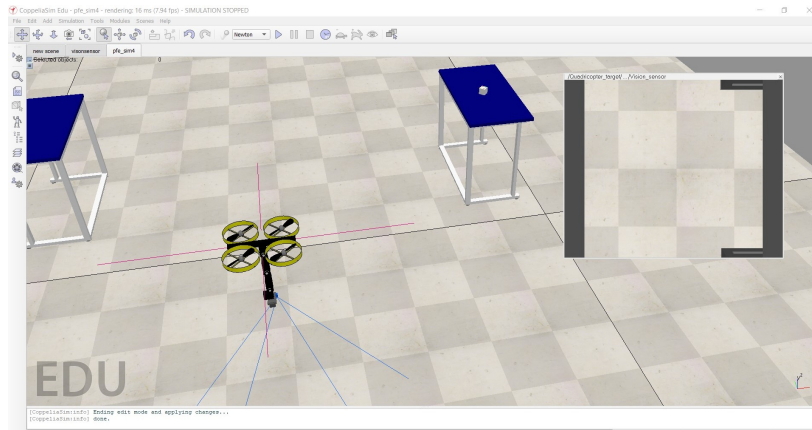 CoppeliaSim Edu - pfe_sim4 - rendering: 16 ms (7.94 fps) - SIMULATION STOPPED
File Edit Add Simulation Tools Modules Scenes Help
Newton
new scene visionsensor pfe_sim4
Selected objects 0
/Quadricopter_target/.../Vision_sensor
EDU
z
[CoppeliaSim:info] Ending edit mode and applying changes...
[CoppeliaSim:info] done.